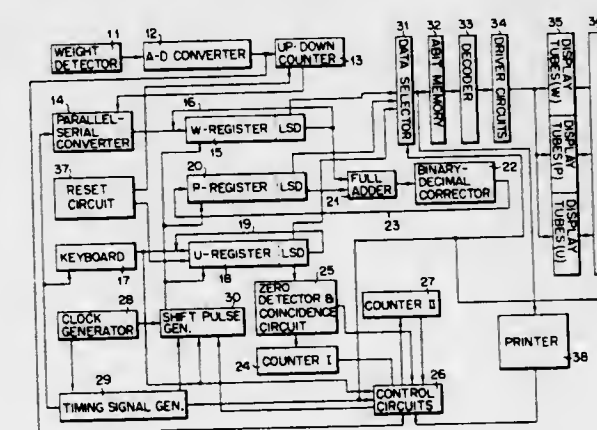 11
WEIGHT
DETECTOR
12
A-D CONVERTER
UP-DOWN
COUNTER
13
14
PARALLEL-
SERIAL
CONVERTER
16
W-REGISTER LSD
15
37
RESET
CIRCUIT
20
P-REGISTER LSD
FULL
ADDER
21
BINARY-
DECIMAL
CORRECTOR
22
23
KEYBOARD
17
19
U-REGISTER LSD
18
28
CLOCK
GENERATOR
30
SHIFT PULSE
GEN.
25
ZERO
DETECTOR &
COINCIDENCE
CIRCUIT
24
COUNTER I
27
COUNTER II
29
TIMING SIGNAL GEN.
26
CONTROL
CIRCUITS
31
DATA
SELECTOR
32
4BIT MEMORY
33
DECODER
34
DRIVER CIRCUITS
35
DISPLAY
TUBES(W)
DISPLAY
TUBES(P)
DISPLAY
TUBES(U)
PRINTER
38